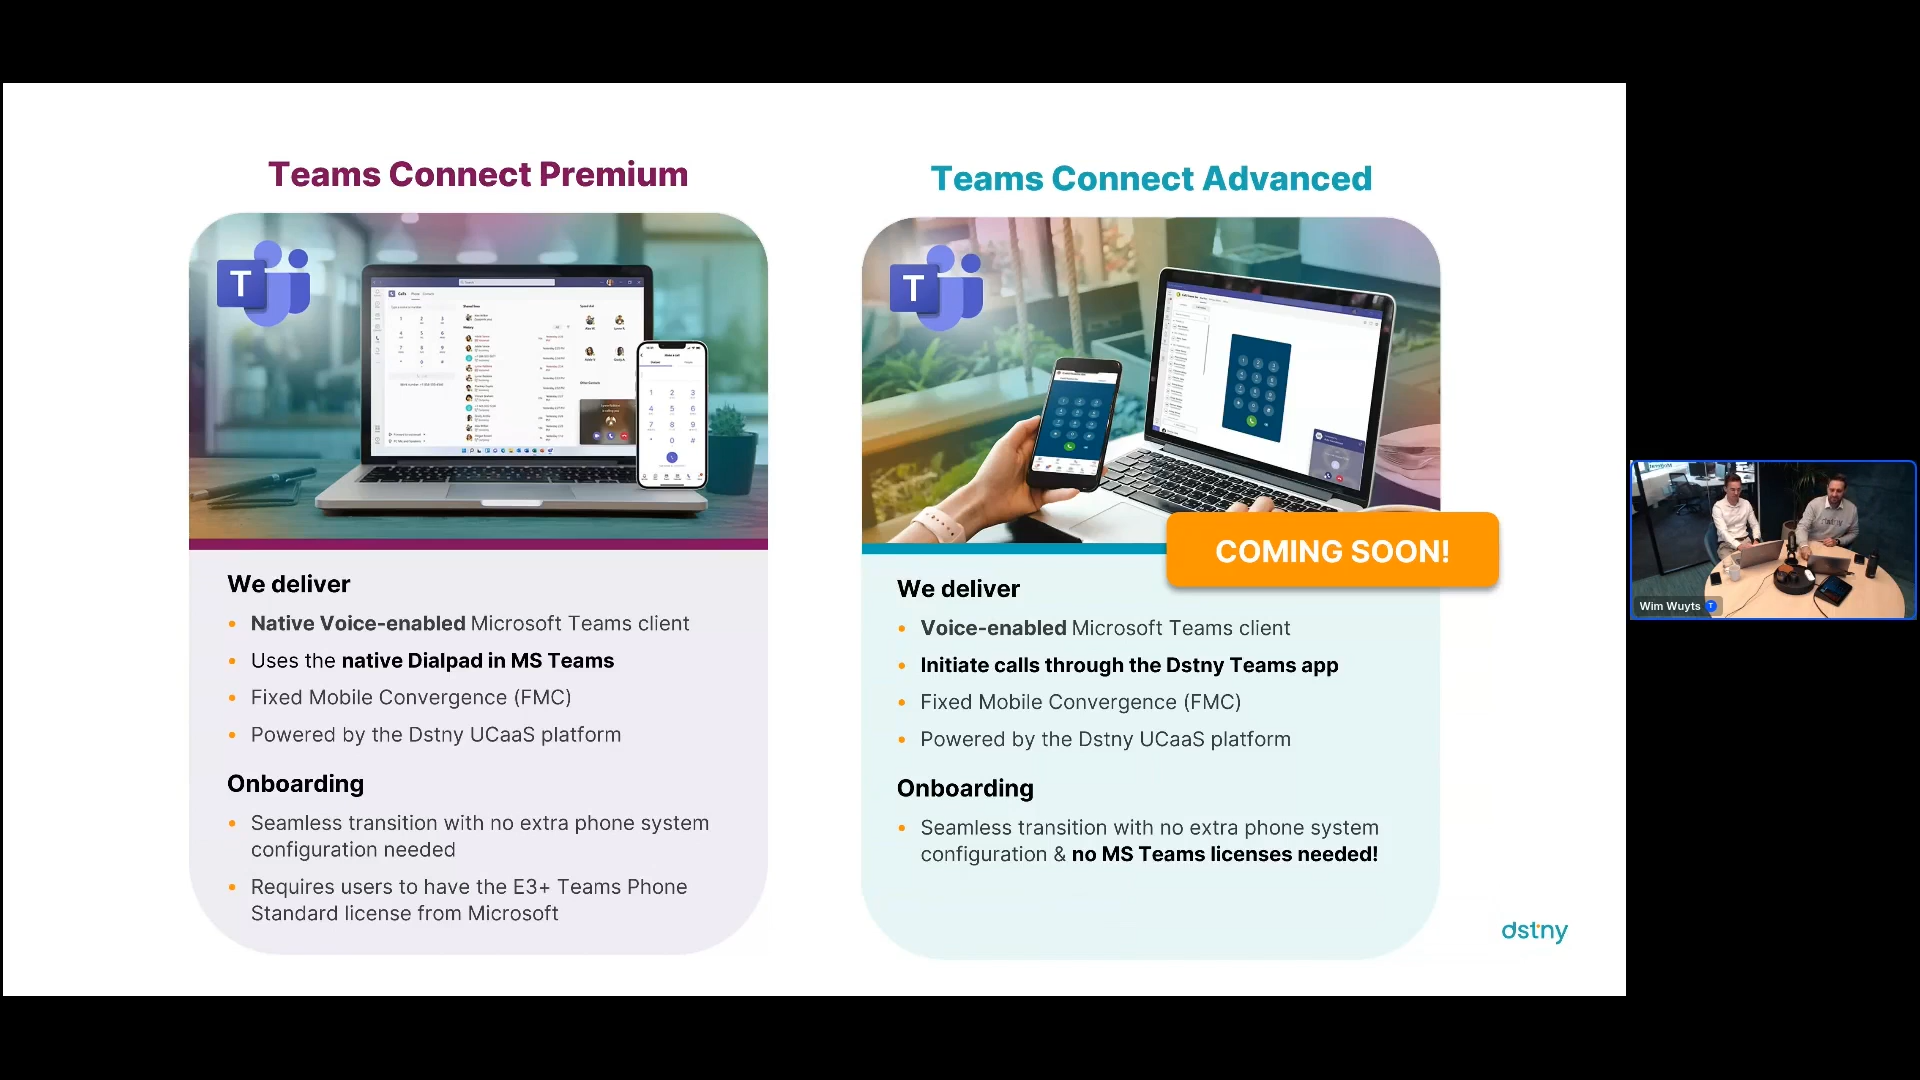 Teams Connect Premium
T
We deliver
• Native Voice-enabled Microsoft Teams client
• Uses the native Dialpad in MS Teams
• Fixed Mobile Convergence (FMC)
• Powered by the Dstny UCaaS platform
Onboarding
• Seamless transition with no extra phone system
configuration needed
• Requires users to have the E3+ Teams Phone
Standard license from Microsoft
Teams Connect Advanced
T
COMING SOON!
We deliver
• Voice-enabled Microsoft Teams client
• Initiate calls through the Dstny Teams app
• Fixed Mobile Convergence (FMC)
• Powered by the Dstny UCaaS platform
Onboarding
• Seamless transition with no extra phone system
configuration & no MS Teams licenses needed!
dstny
Wim Wuyts